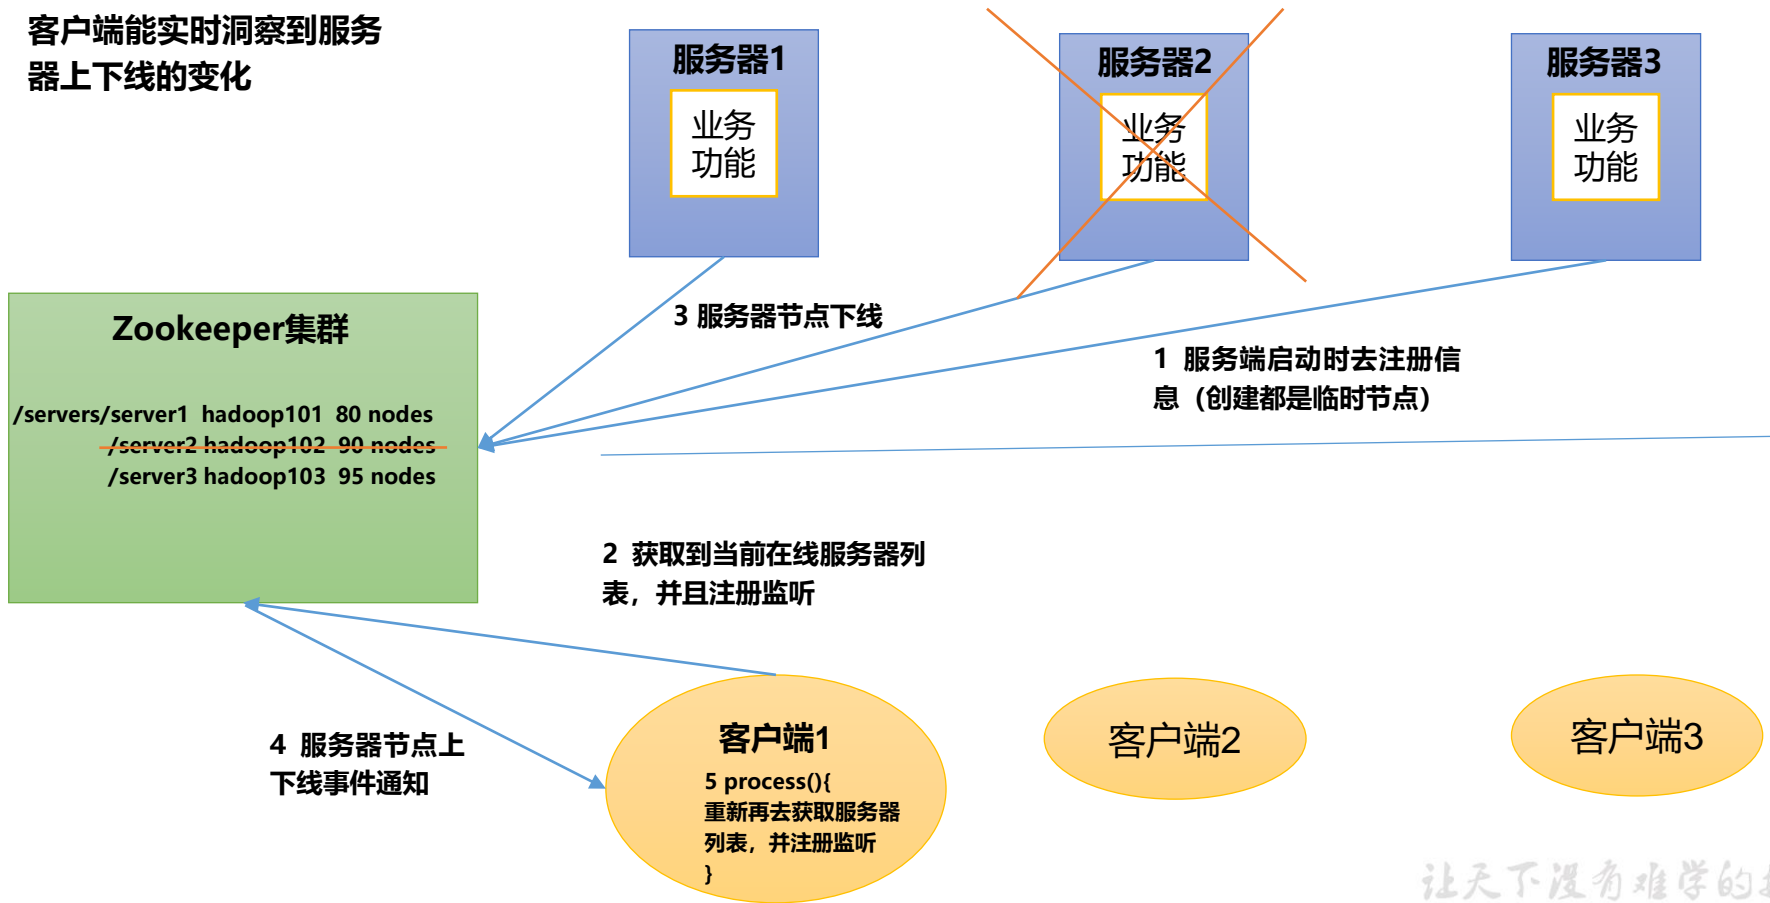 客户端能实时洞察到服务
器上下线的变化
服务器1
业务
功能
服务器2
业务
功能
服务器3
业务
功能
3 服务器节点下线
1 服务端启动时去注册信
息（创建都是临时节点）
Zookeeper集群
/servers/server1 hadoop101 80 nodes
/server2 hadoop102 90 nodes
/server3 hadoop103 95 nodes
2 获取到当前在线服务器列
表，并且注册监听
4 服务器节点上
下线事件通知
客户端1
5 process(){
重新再去获取服务器
列表，并注册监听
}
客户端2
客户端3
让天下没有难学的